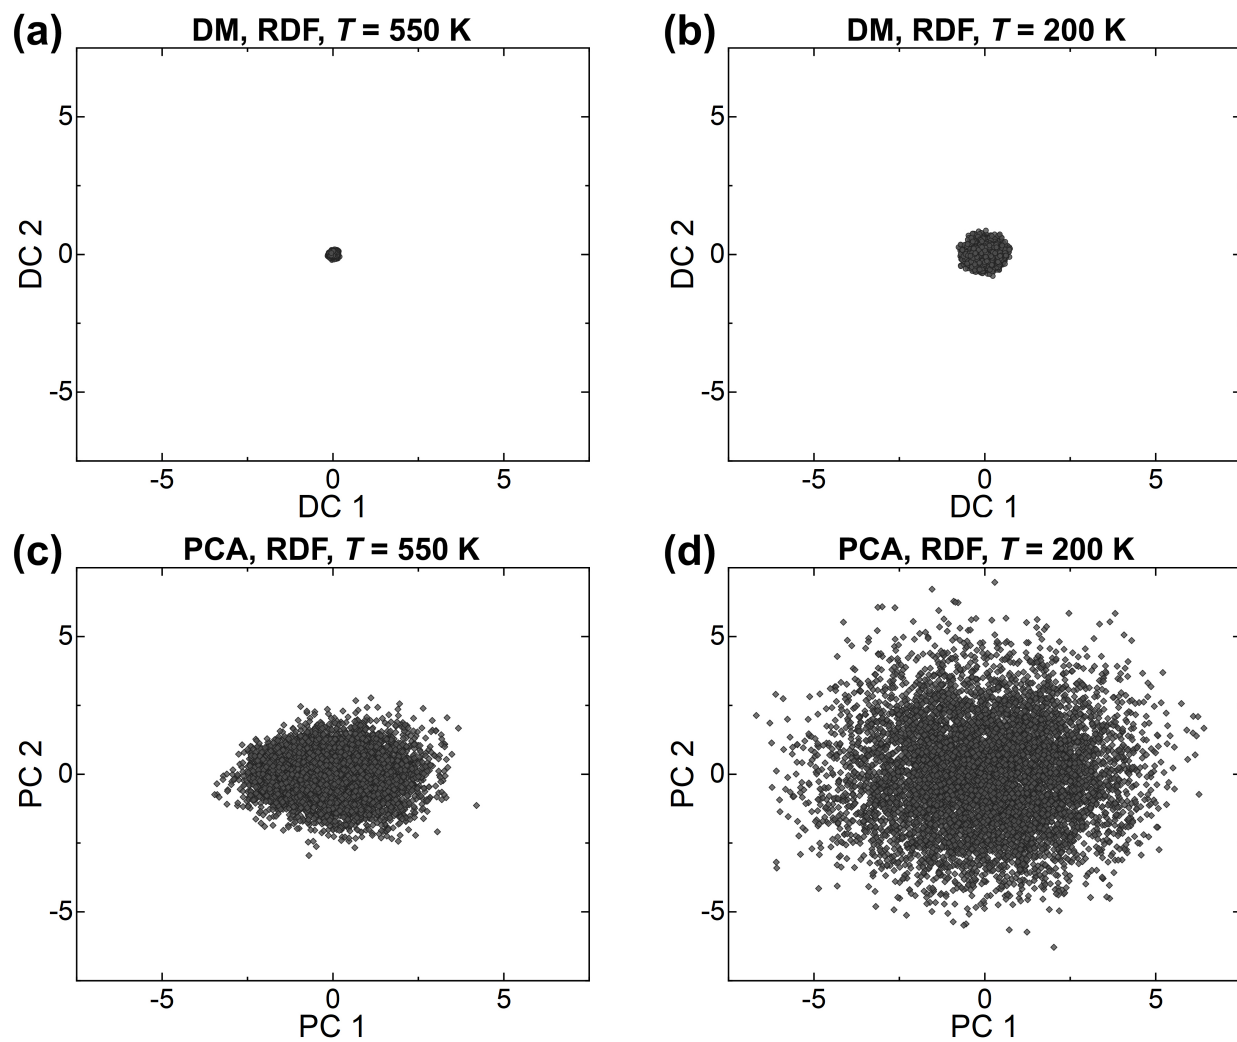 (a) DM, RDF, T = 550 K
5
0
-5
DC 2
-5 0 5
DC 1
(b) DM, RDF, T = 200 K
5
0
-5
DC 2
-5 0 5
DC 1
(c) PCA, RDF, T = 550 K
5
0
-5
PC 2
-5 0 5
PC 1
(d) PCA, RDF, T = 200 K
5
0
-5
PC 2
-5 0 5
PC 1